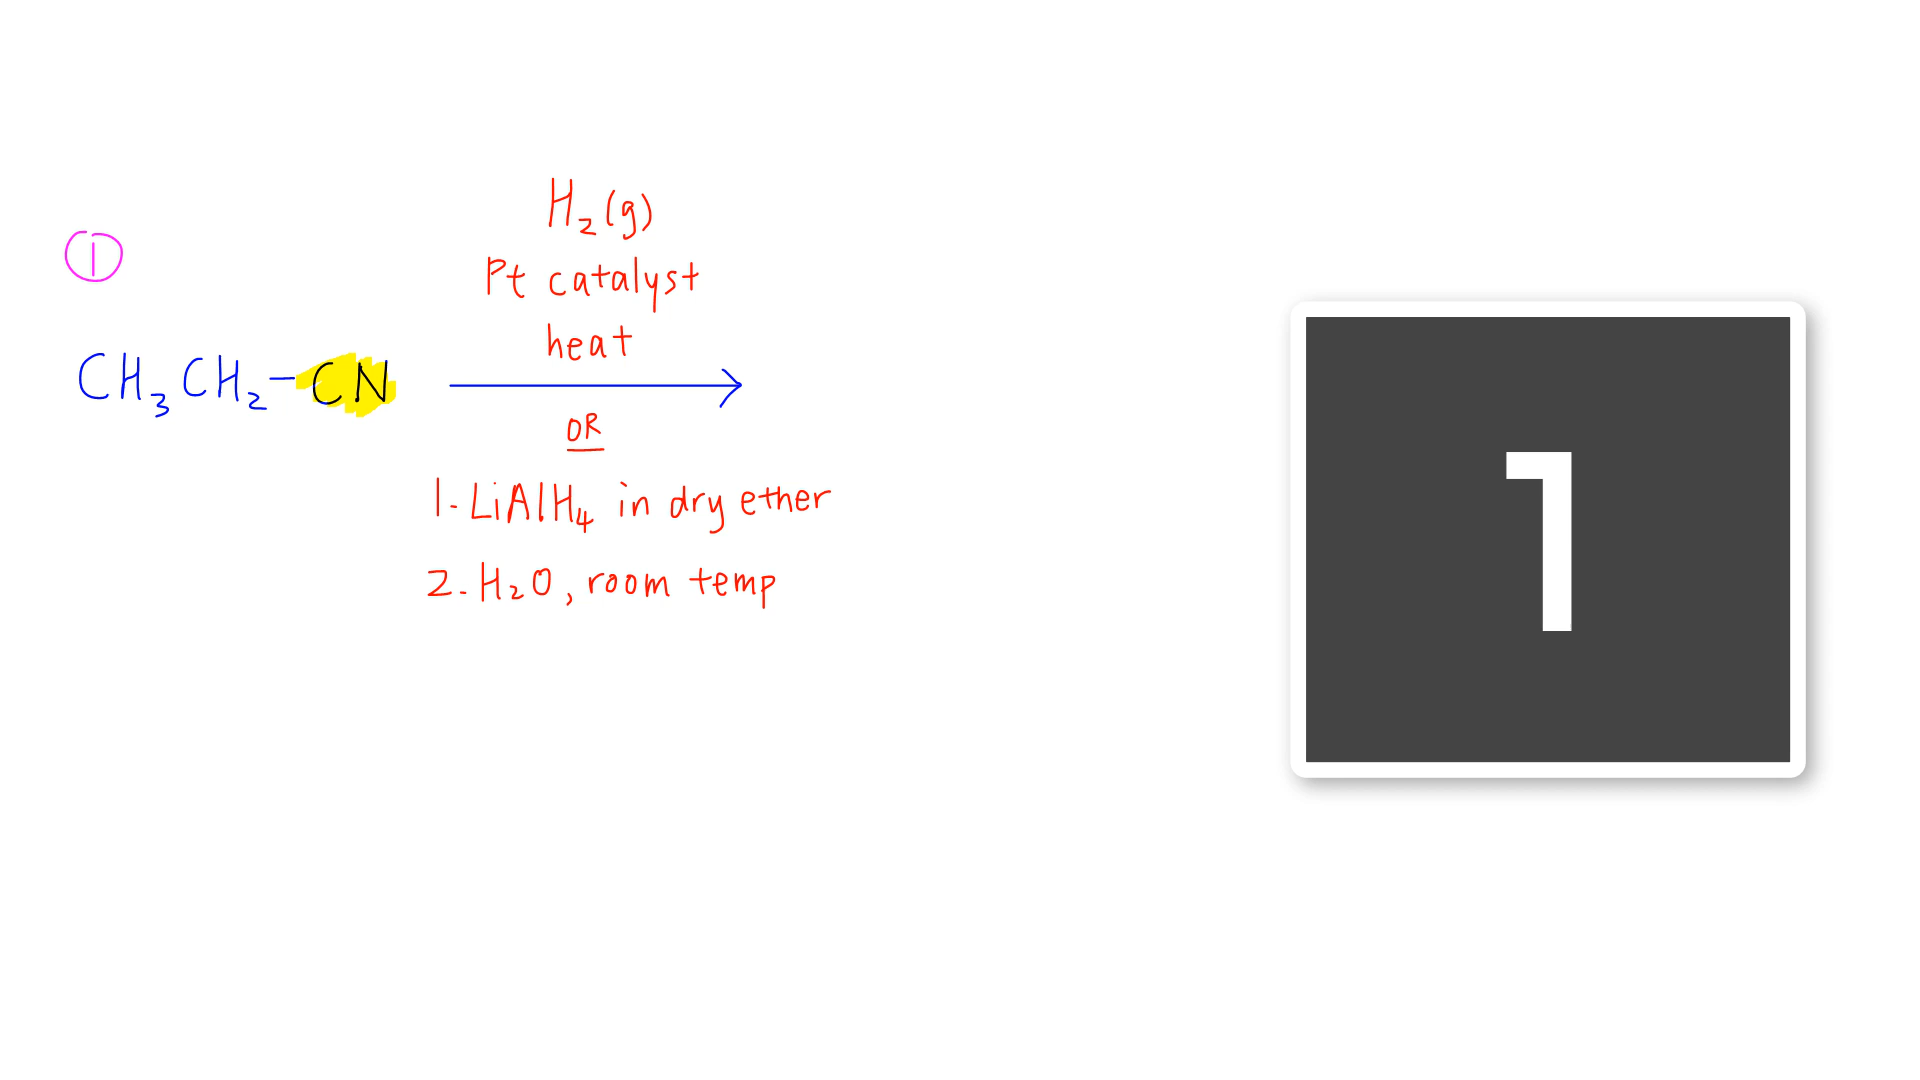 ①
H₂(g)
Pt catalyst
heat
CH₃CH₂-CN
OR
1. LiAlH₄ in dry ether
2. H₂O, room temp
1